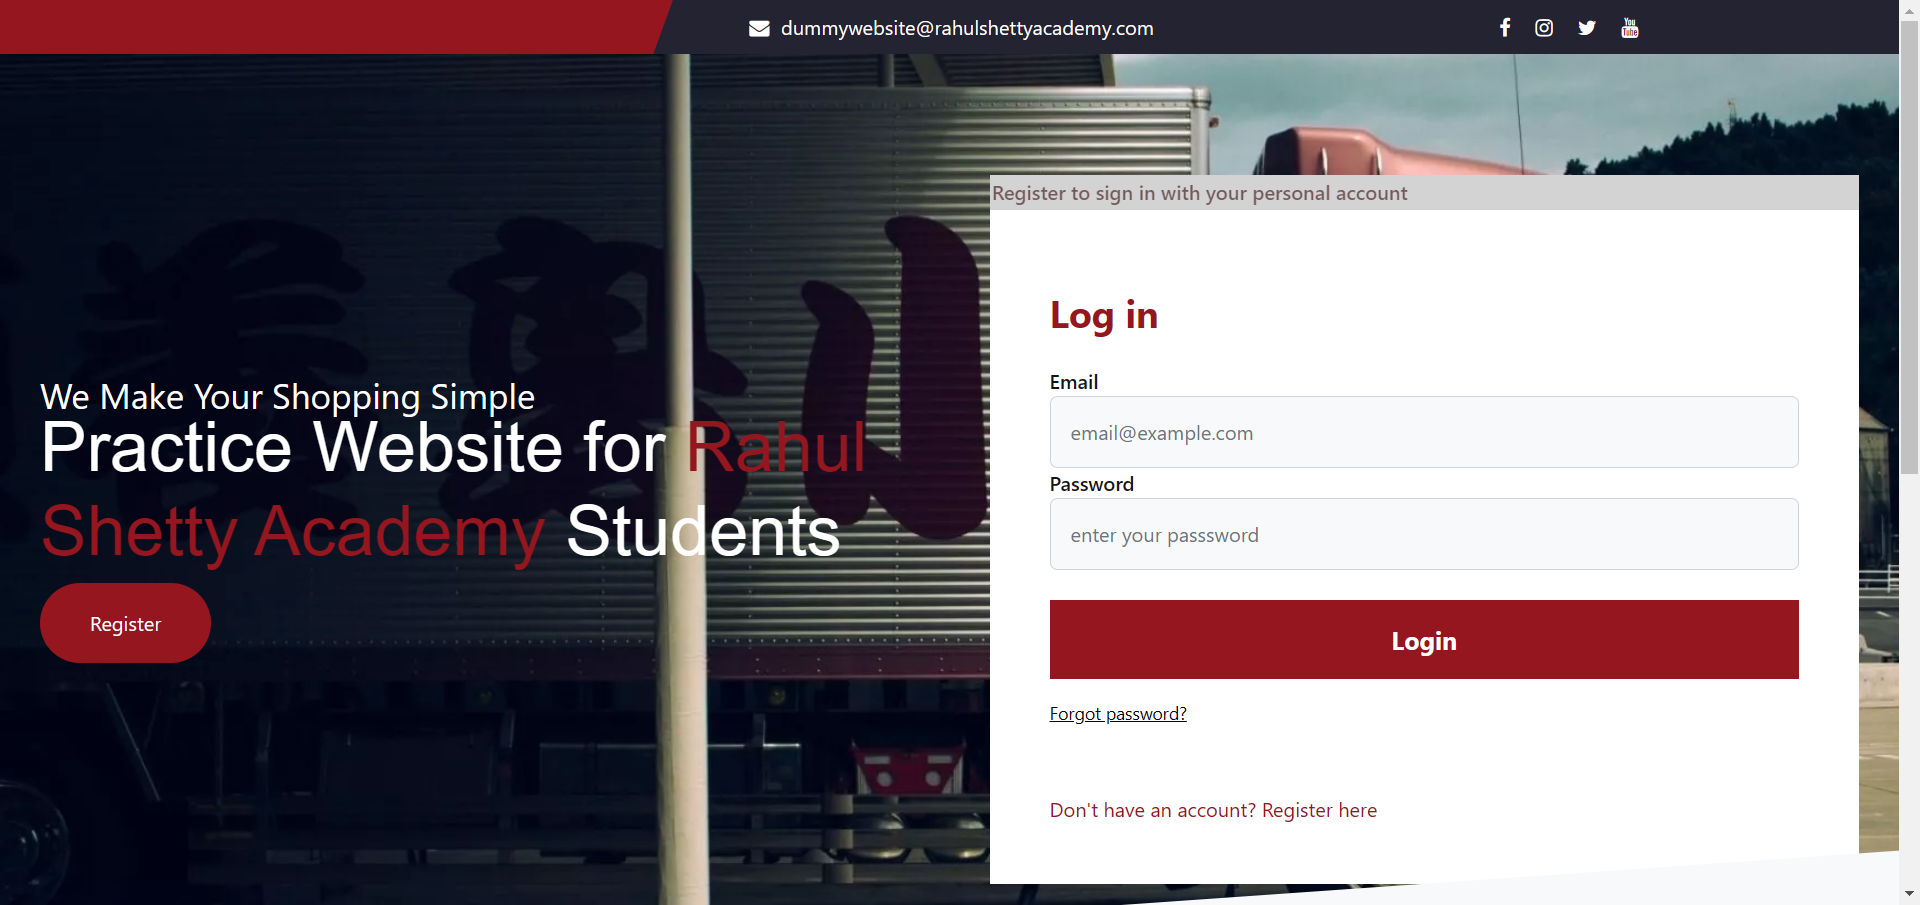 dummywebsite@rahulshettyacademy.com
You
Tube
We Make Your Shopping Simple
Practice Website for Rahul
Shetty Academy Students
Register
Register to sign in with your personal account
Log in
Email
email@example.com
Password
enter your passsword
Login
Forgot password?
Don't have an account? Register here